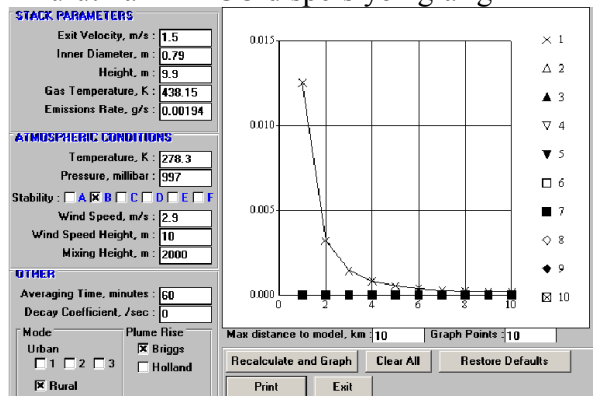 STACK PARAMETERS
Exit Velocity, m/s : 1.5
Inner Diameter, m : 0.79
Height, m : 9.9
Gas Temperature, K : 438.15
Emissions Rate, g/s : 0.00194
ATMOSPHERIC CONDITIONS
Temperature, K : 278.3
Pressure, millibar : 997
Stability : A B C D E F
Wind Speed, m/s : 2.9
Wind Speed Height, m : 10
Mixing Height, m : 2000
OTHER
Averaging Time, minutes : 60
Decay Coefficient, /sec : 0
Mode
Urban
1 2 3
Rural
Plume Rise
Briggs
Holland
0.015
0.010
0.005
0.000
0 2 4 6 8 10
1
2
3
4
5
6
7
8
9
10
Max distance to model, km : 10 Graph Points : 10
Recalculate and Graph Clear All Restore Defaults
Print Exit